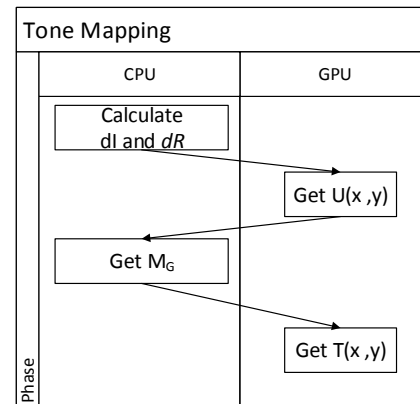 Tone Mapping
CPU
GPU
Calculate
dI and dR
Get U(x ,y)
Get MG
Get T(x ,y)
Phase